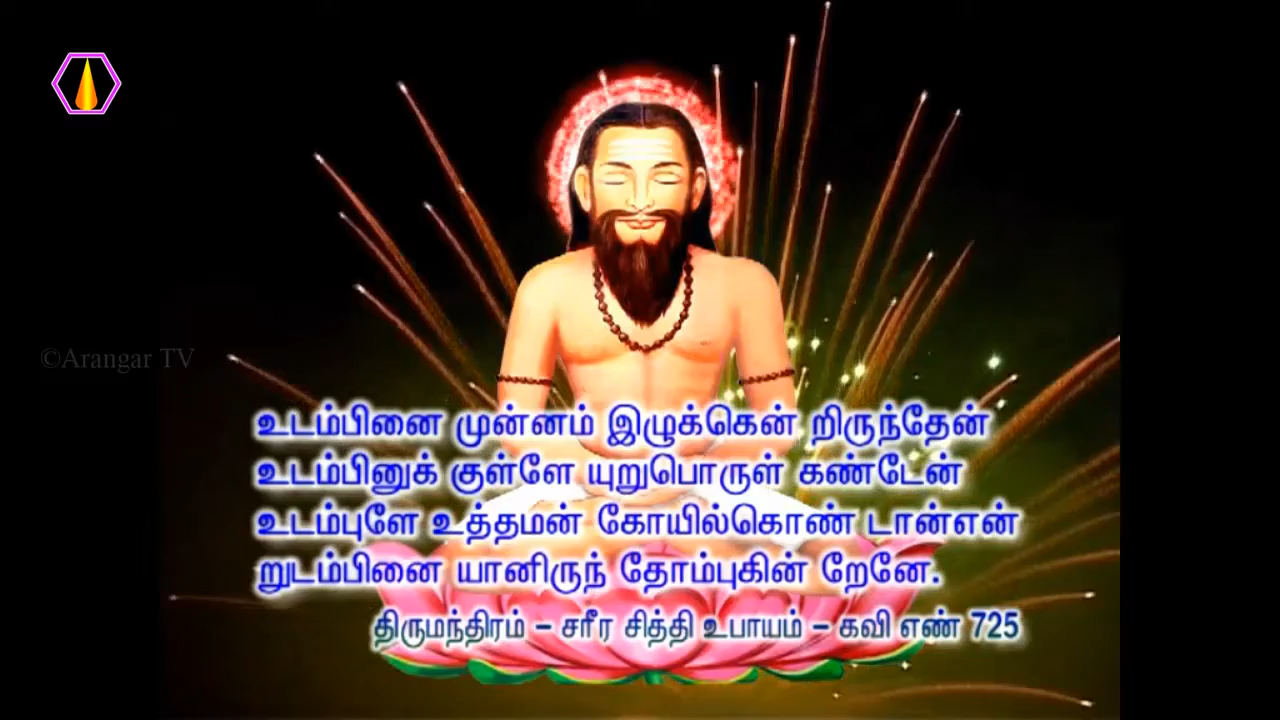 ©Arangar TV
உடம்பினை முன்னம் இழுக்கென் றிருந்தேன்
உடம்பினுக் குள்ளே யுறுபொருள் கண்டேன்
உடம்புளே உத்தமன் கோயில்கொண் டான்என்
றுடம்பினை யானிருந் தோம்புகின் றேனே.
திருமந்திரம் – சரீர சித்தி உபாயம் – கவி எண் 725